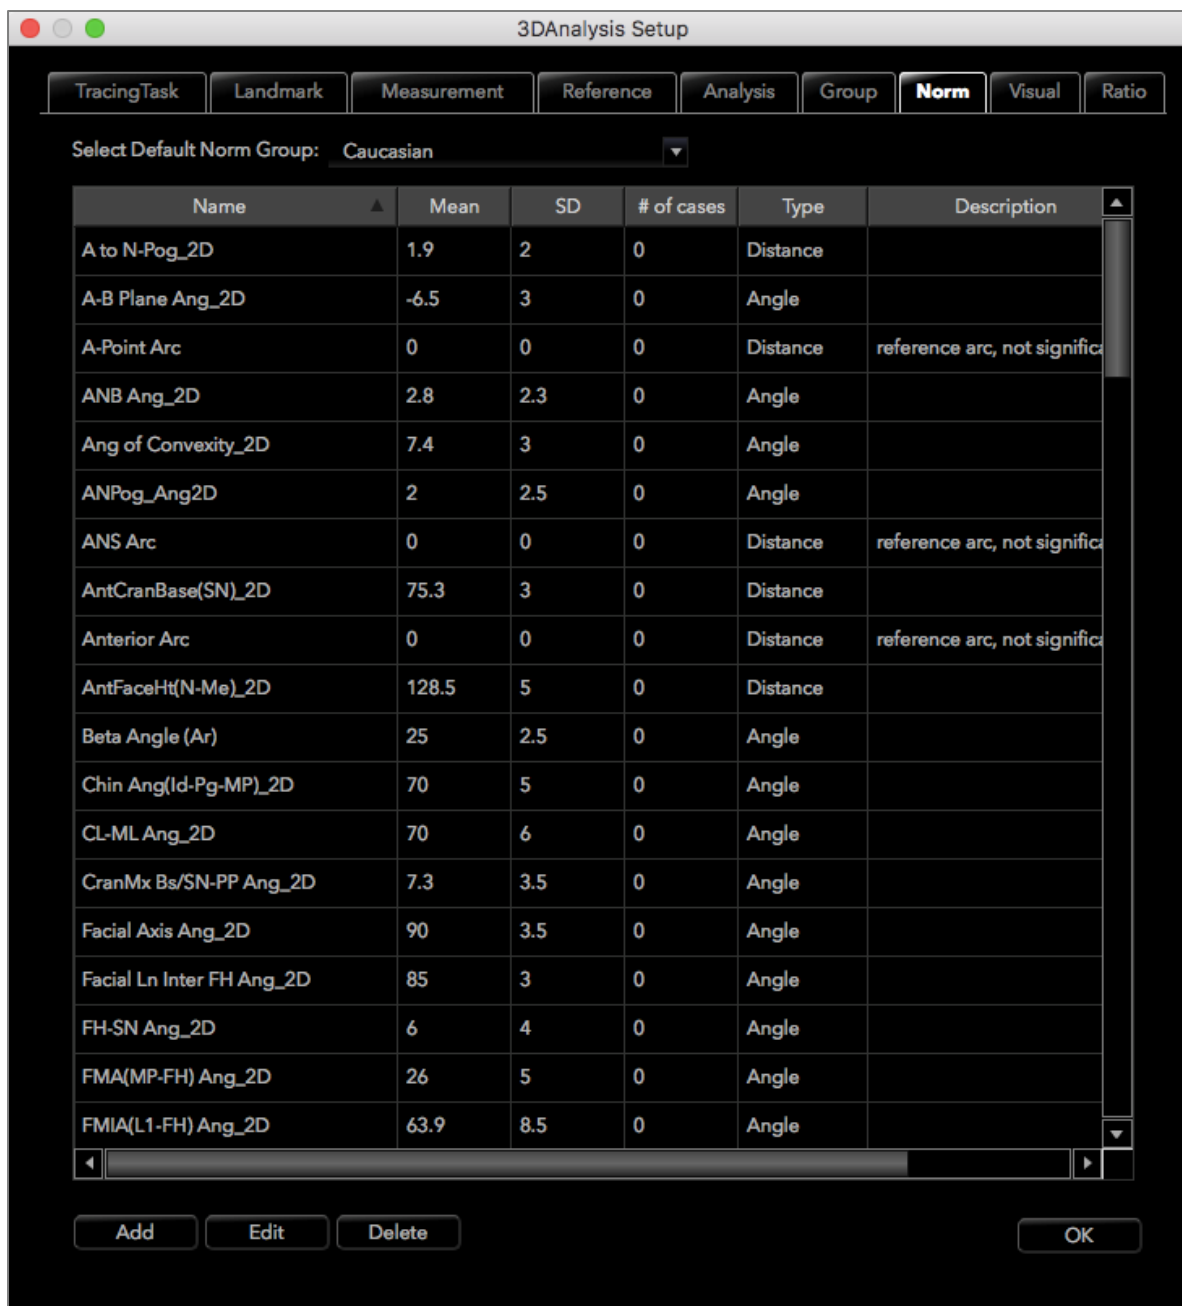 3DAnalysis Setup
TracingTask Landmark Measurement Reference Analysis Group Norm Visual Ratio
Select Default Norm Group: Caucasian
Name Mean SD # of cases Type Description
A to N-Pog_2D 1.9 2 0 Distance
A-B Plane Ang_2D -6.5 3 0 Angle
A-Point Arc 0 0 0 Distance reference arc, not significa
ANB Ang_2D 2.8 2.3 0 Angle
Ang of Convexity_2D 7.4 3 0 Angle
ANPog_Ang2D 2 2.5 0 Angle
ANS Arc 0 0 0 Distance reference arc, not significa
AntCranBase(SN)_2D 75.3 3 0 Distance
Anterior Arc 0 0 0 Distance reference arc, not significa
AntFaceHt(N-Me)_2D 128.5 5 0 Distance
Beta Angle (Ar) 25 2.5 0 Angle
Chin Ang(Id-Pg-MP)_2D 70 5 0 Angle
CL-ML Ang_2D 70 6 0 Angle
CranMx Bs/SN-PP Ang_2D 7.3 3.5 0 Angle
Facial Axis Ang_2D 90 3.5 0 Angle
Facial Ln Inter FH Ang_2D 85 3 0 Angle
FH-SN Ang_2D 6 4 0 Angle
FMA(MP-FH) Ang_2D 26 5 0 Angle
FMIA(L1-FH) Ang_2D 63.9 8.5 0 Angle
Add Edit Delete OK